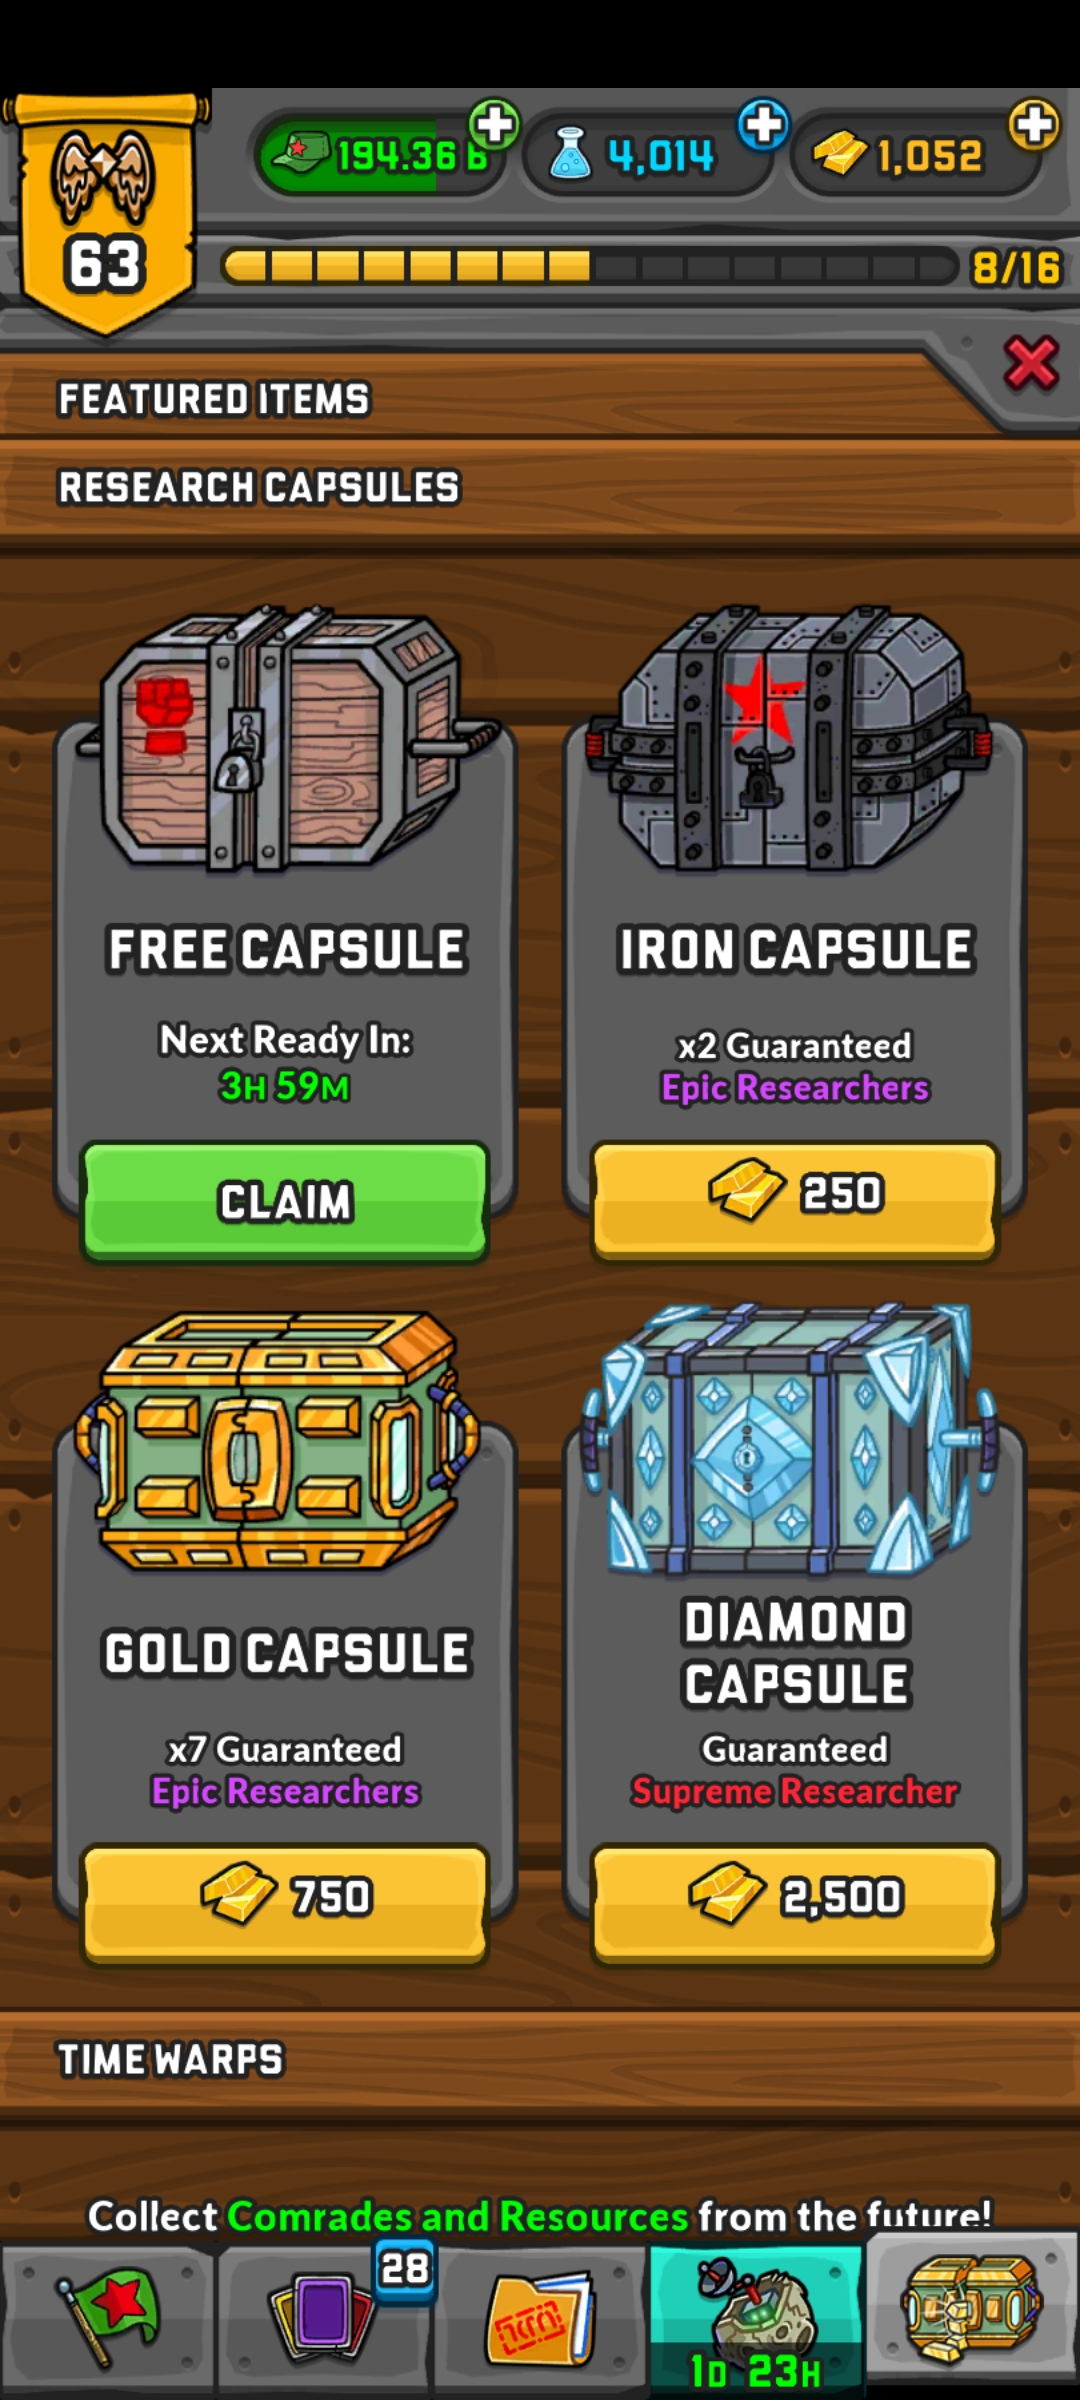 194.36 B
4,014
1,052
63
8/16
FEATURED ITEMS
RESEARCH CAPSULES
FREE CAPSULE
Next Ready In:
3H 59M
CLAIM
IRON CAPSULE
x2 Guaranteed
Epic Researchers
250
GOLD CAPSULE
x7 Guaranteed
Epic Researchers
750
DIAMOND
CAPSULE
Guaranteed
Supreme Researcher
2,500
TIME WARPS
Collect Comrades and Resources from the future!
28
1D 23H